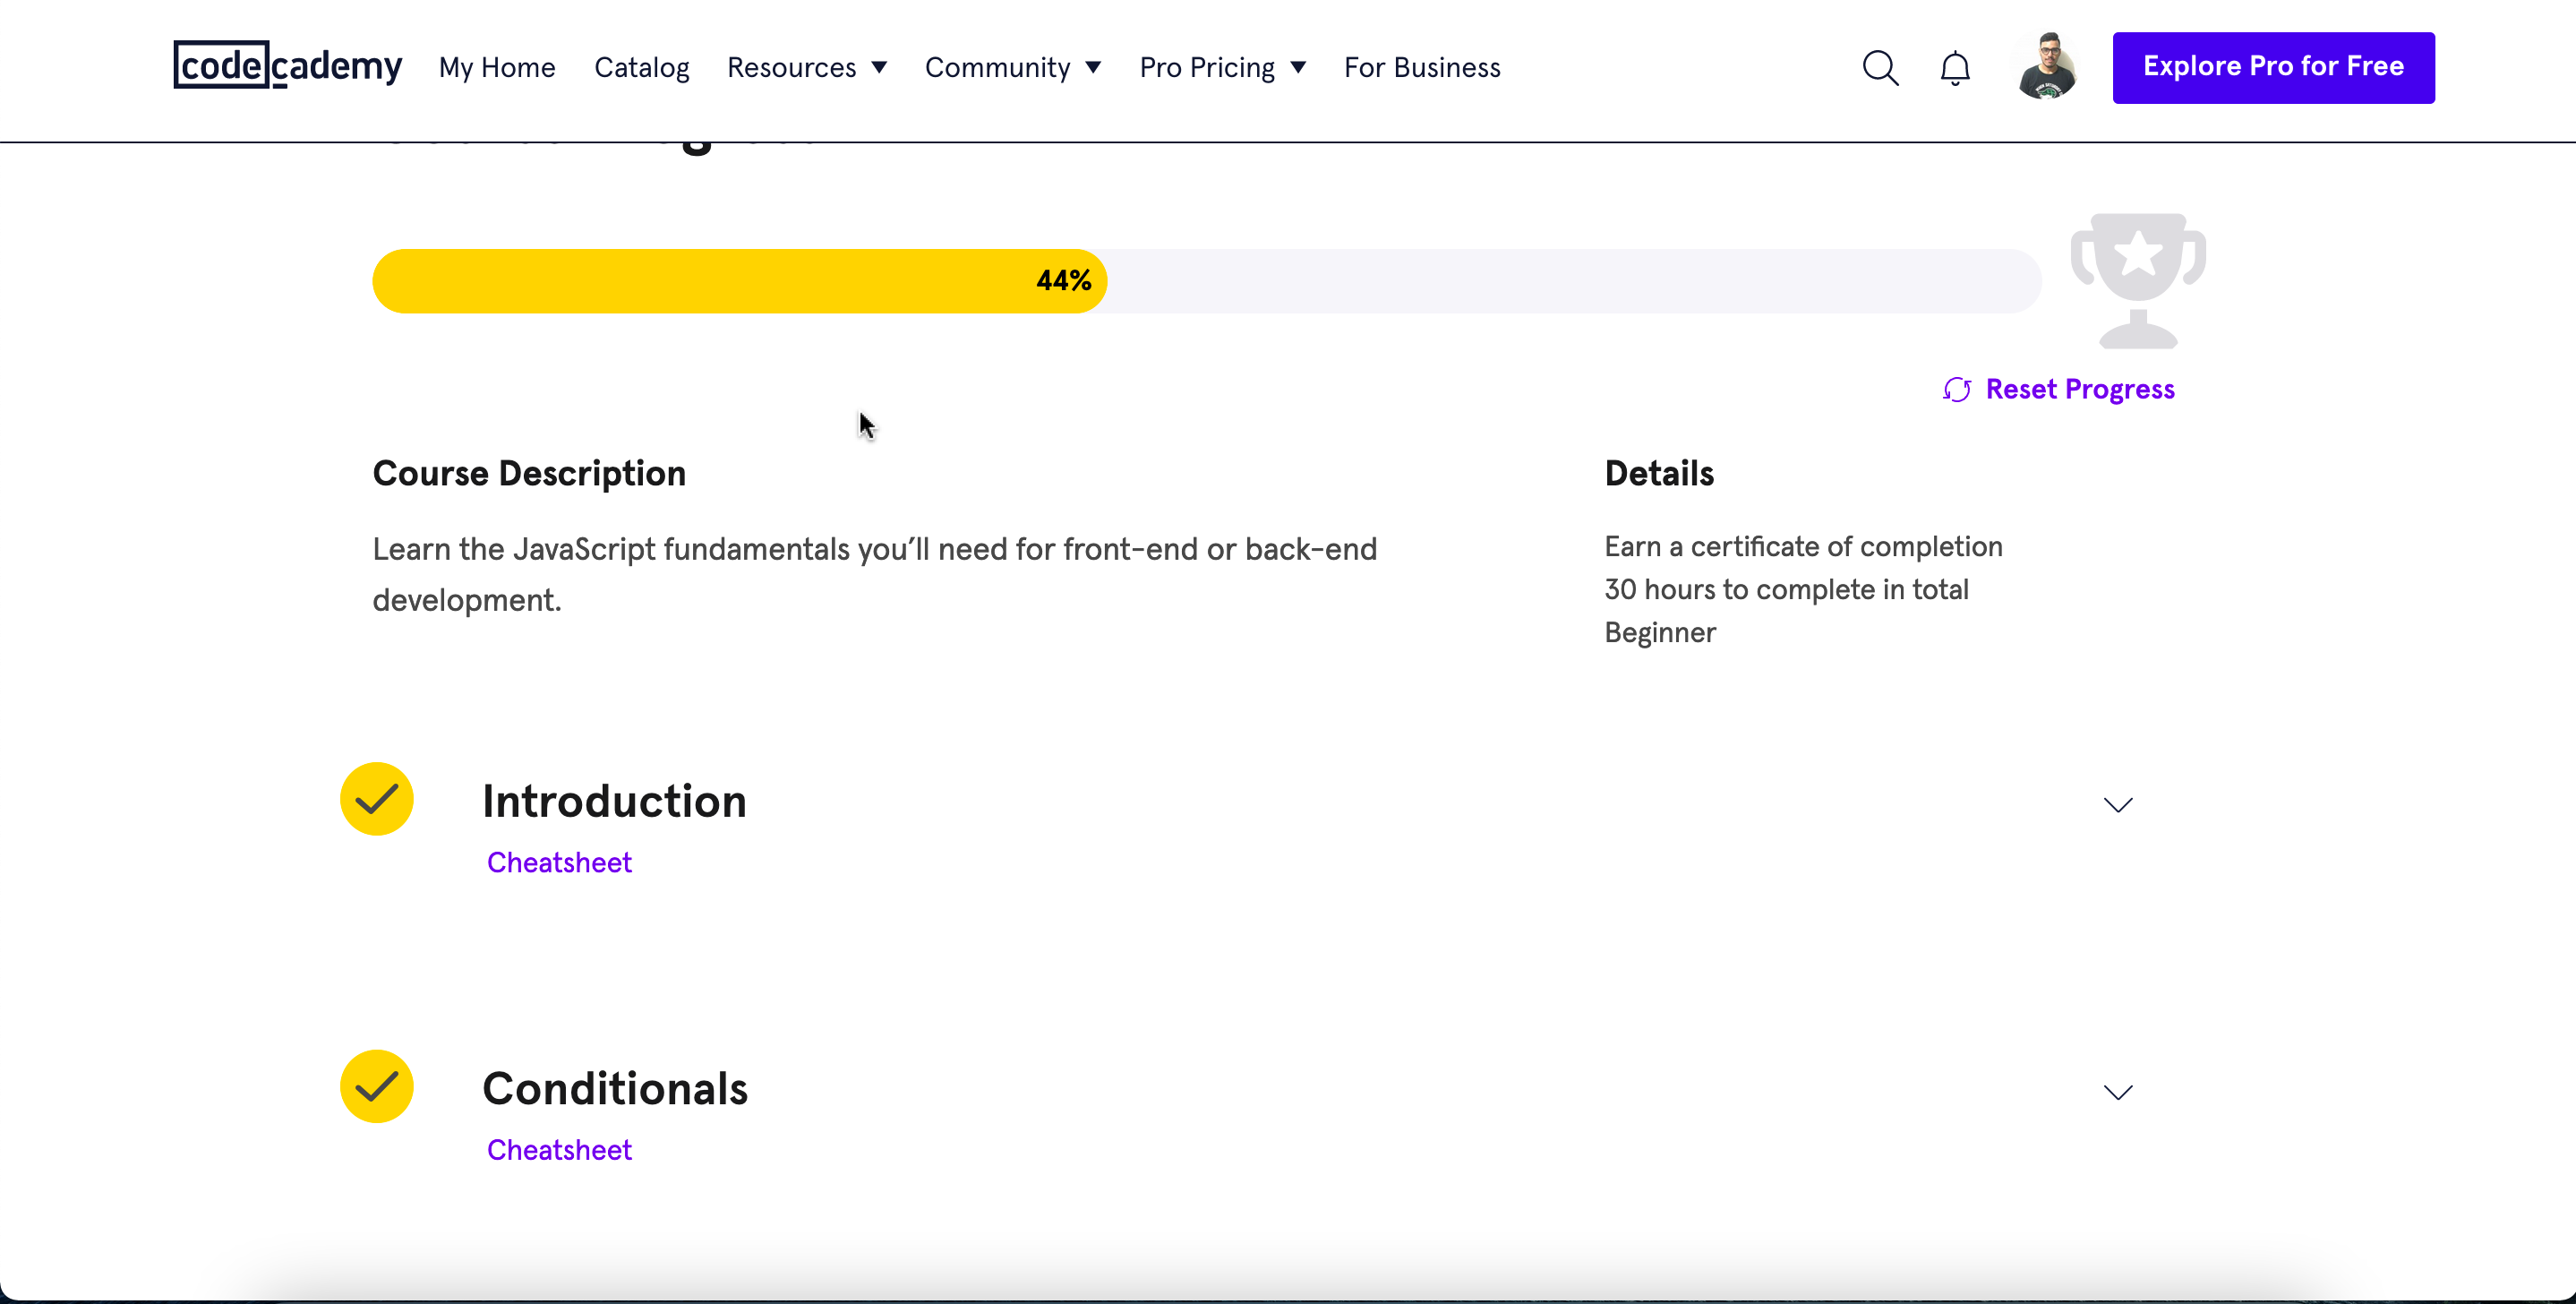 codecademy My Home Catalog Resources Community Pro Pricing For Business Explore Pro for Free
44%
Reset Progress
Course Description
Learn the JavaScript fundamentals you’ll need for front-end or back-end
development.
Details
Earn a certificate of completion
30 hours to complete in total
Beginner
Introduction
Cheatsheet
Conditionals
Cheatsheet